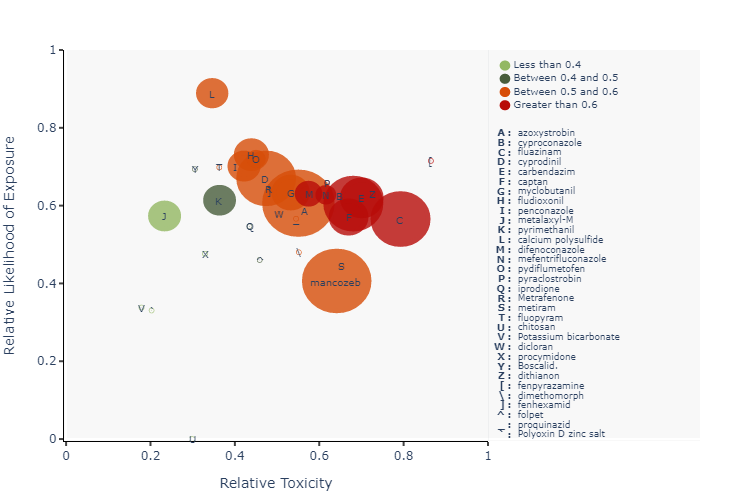 Less than 0.4
Between 0.4 and 0.5
Between 0.5 and 0.6
Greater than 0.6
A : azoxystrobin
B : cyproconazole
C : fluazinam
D : cyprodinil
E : carbendazim
F : captan
G : myclobutanil
H : fludioxonil
I : penconazole
J : metalaxyl-M
K : pyrimethanil
L : calcium polysulfide
M : difenoconazole
N : mefentrifluconazole
O : pydiflumetofen
P : pyraclostrobin
Q : iprodione
R : Metrafenone
S : metiram
T : fluopyram
U : chitosan
V : Potassium bicarbonate
W : dicloran
X : procymidone
Y : Boscalid.
Z : dithianon
[ : fenpyrazamine
\ : dimethomorph
] : fenhexamid
^ : folpet
_ : proquinazid
` : Polyoxin D zinc salt
1
0.8
0.6
0.4
0.2
0
Relative Likelihood of Exposure
L
H
I
D
G
W
A
K
J
T
Q
X
V
C
S
mancozeb
U
0
0.2
0.4
0.6
0.8
1
Relative Toxicity